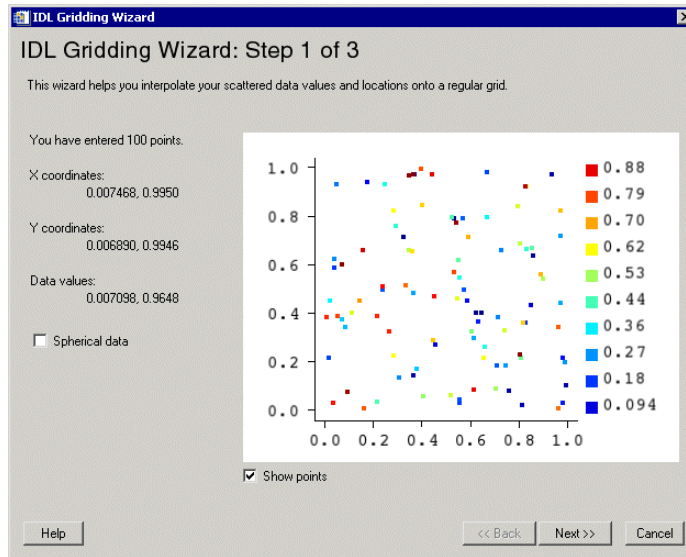 IDL Gridding Wizard
IDL Gridding Wizard: Step 1 of 3
This wizard helps you interpolate your scattered data values and locations onto a regular grid.
You have entered 100 points.
X coordinates:
0.007468, 0.9950
Y coordinates:
0.006890, 0.9946
Data values:
0.007098, 0.9648
Spherical data
1.0
0.8
0.6
0.4
0.2
0.0
0.0 0.2 0.4 0.6 0.8 1.0
0.88
0.79
0.70
0.62
0.53
0.44
0.36
0.27
0.18
0.094
Show points
Help
<< Back
Next >>
Cancel